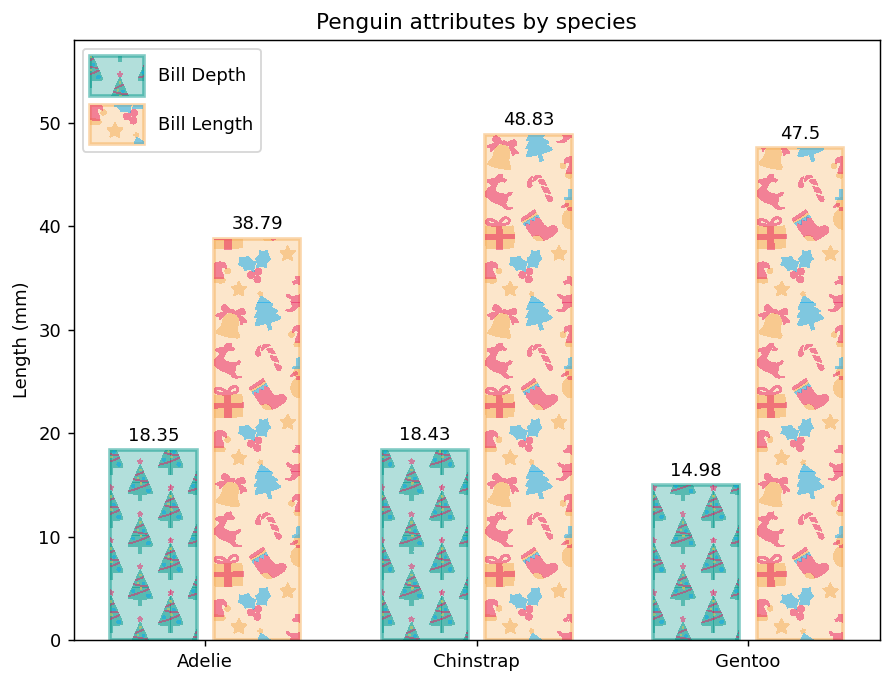 Penguin attributes by species
Bill Depth
Bill Length
Length (mm)
50
40
30
20
10
0
18.35
38.79
18.43
48.83
14.98
47.5
Adelie
Chinstrap
Gentoo